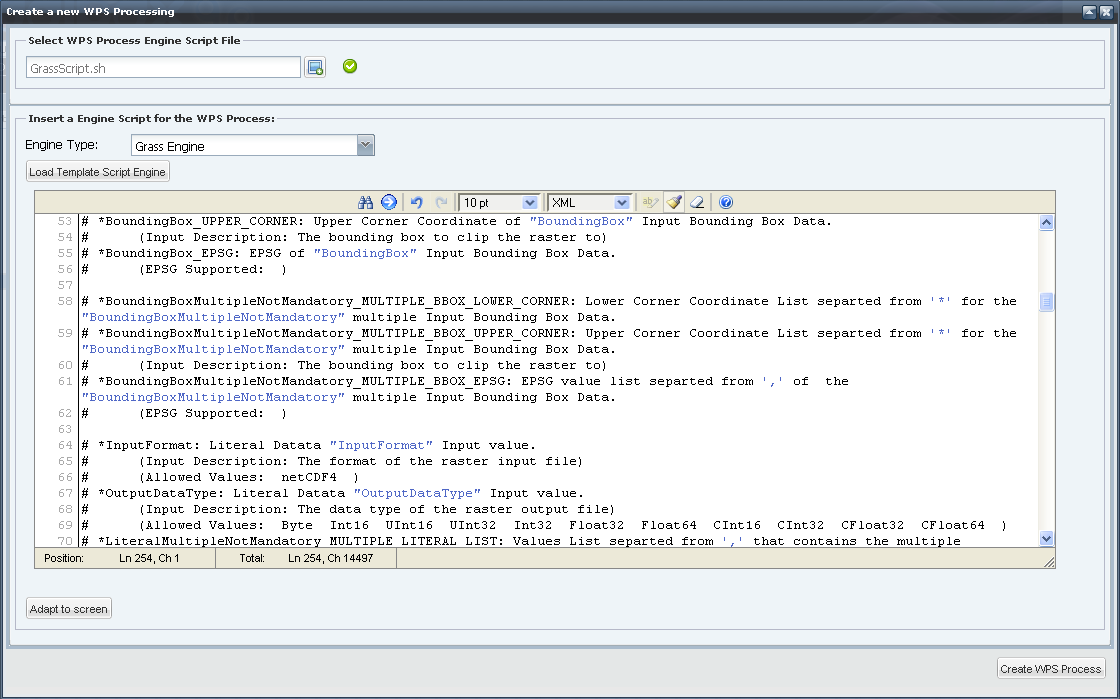 Create a new WPS Processing
Select WPS Process Engine Script File
GrassScript.sh
Insert a Engine Script for the WPS Process:
Engine Type:
Grass Engine
Load Template Script Engine
10 pt
XML
53 # *BoundingBox_UPPER_CORNER: Upper Corner Coordinate of "BoundingBox" Input Bounding Box Data.
54 #      (Input Description: The bounding box to clip the raster to)
55 # *BoundingBox_EPSG: EPSG of "BoundingBox" Input Bounding Box Data.
56 #      (EPSG Supported:  )
57
58 # *BoundingBoxMultipleNotMandatory_MULTIPLE_BBOX_LOWER_CORNER: Lower Corner Coordinate List separted from '*' for the
"BoundingBoxMultipleNotMandatory" multiple Input Bounding Box Data.
59 # *BoundingBoxMultipleNotMandatory_MULTIPLE_BBOX_UPPER_CORNER: Upper Corner Coordinate List separted from '*' for the
"BoundingBoxMultipleNotMandatory" multiple Input Bounding Box Data.
60 #      (Input Description: The bounding box to clip the raster to)
61 # *BoundingBoxMultipleNotMandatory_MULTIPLE_BBOX_EPSG: EPSG value list separted from ',' of  the
"BoundingBoxMultipleNotMandatory" multiple Input Bounding Box Data.
62 #      (EPSG Supported:  )
63
64 # *InputFormat: Literal Datata "InputFormat" Input value.
65 #      (Input Description: The format of the raster input file)
66 #      (Allowed Values:  netCDF4  )
67 # *OutputDataType: Literal Datata "OutputDataType" Input value.
68 #      (Input Description: The data type of the raster output file)
69 #      (Allowed Values:  Byte  Int16  UInt16  UInt32  Int32  Float32  Float64  CInt16  CInt32  CFloat32  CFloat64  )
70 # *LiteralMultipleNotMandatory_MULTIPLE_LITERAL_LIST: Values List separted from ',' that contains the multiple
Position: Ln 254, Ch 1 Total: Ln 254, Ch 14497
Adapt to screen
Create WPS Process